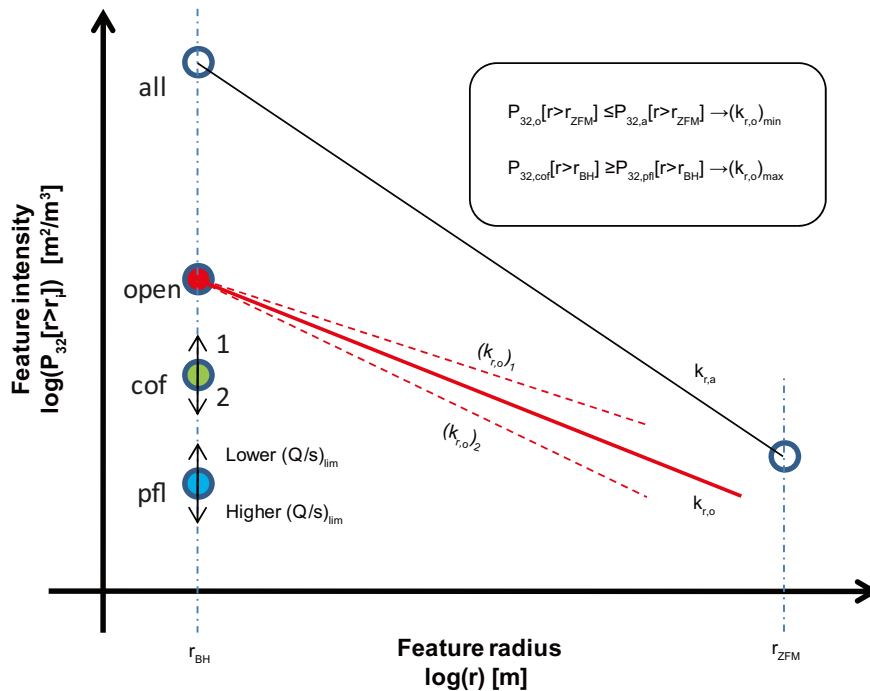 all
P32,o[r>rZFM] ≤P32,a[r>rZFM] →(kr,o)min
P32,cof[r>rBH] ≥P32,pfl[r>rBH] →(kr,o)max
Feature intensity
log(P32[r>ri]) [m²/m³]
open
1
cof
2
(kr,o)1
(kr,o)2
kr,a
Lower (Q/s)lim
pfl
Higher (Q/s)lim
kr,o
rBH
Feature radius
log(r) [m]
rZFM